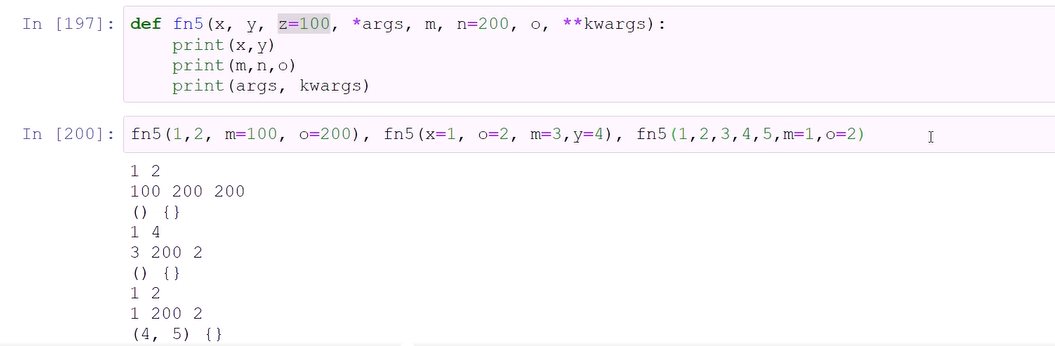 In [197]: def fn5(x, y, z=100, *args, m, n=200, o, **kwargs):
print(x,y)
print(m,n,o)
print(args, kwargs)
In [200]: fn5(1,2, m=100, o=200), fn5(x=1, o=2, m=3,y=4), fn5(1,2,3,4,5,m=1,o=2)
1 2
100 200 200
() {}
1 4
3 200 2
() {}
1 2
1 200 2
(4, 5) {}